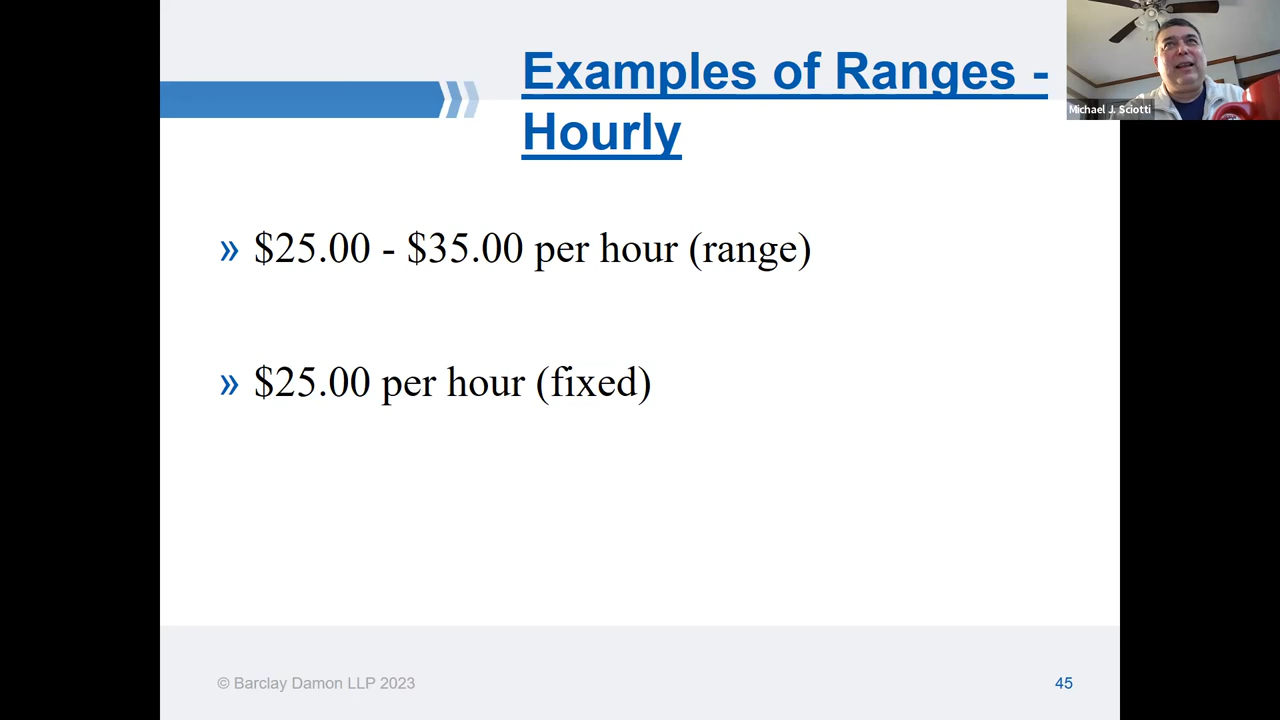 Examples of Ranges -
Hourly
Michael J. Sciotti
» $25.00 - $35.00 per hour (range)
» $25.00 per hour (fixed)
© Barclay Damon LLP 2023
45